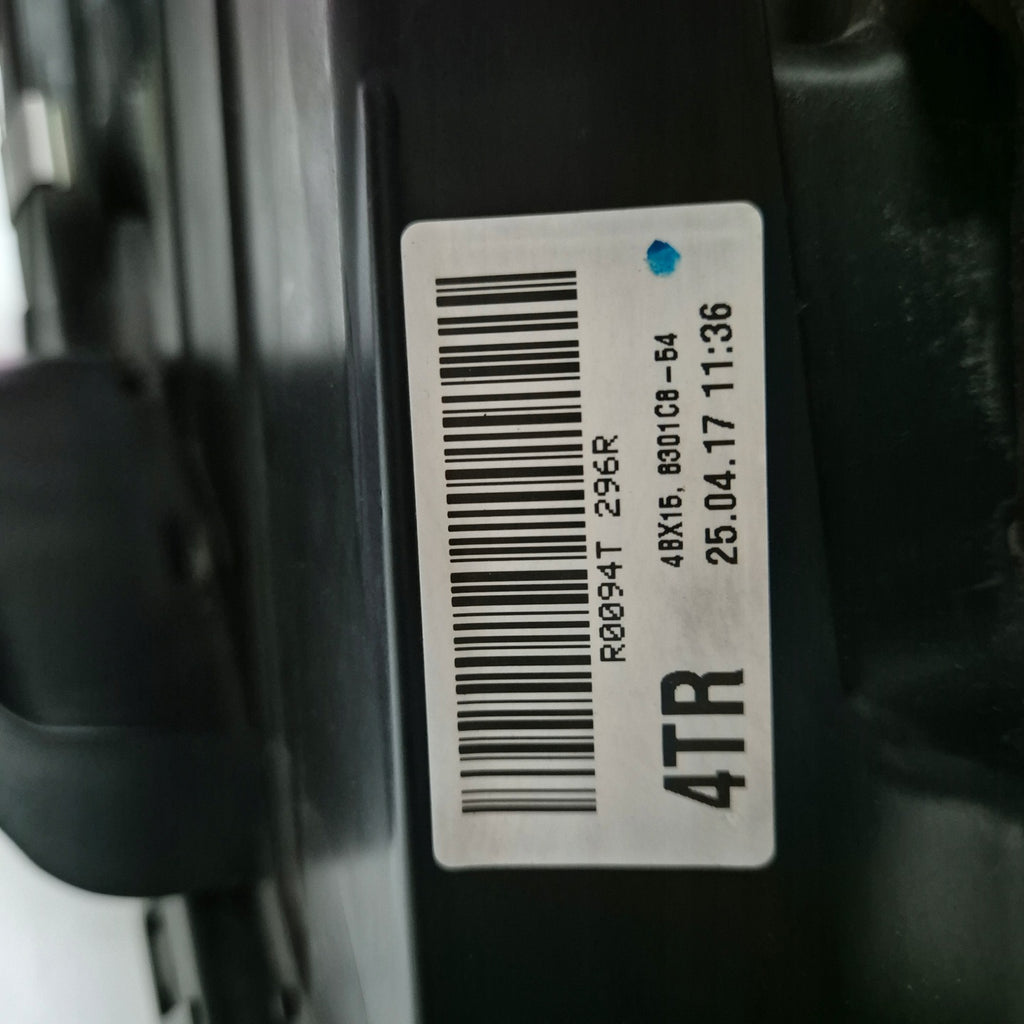 R0094T 296R
4BX15, 8301C8-54
25.04.17 11:36
4TR